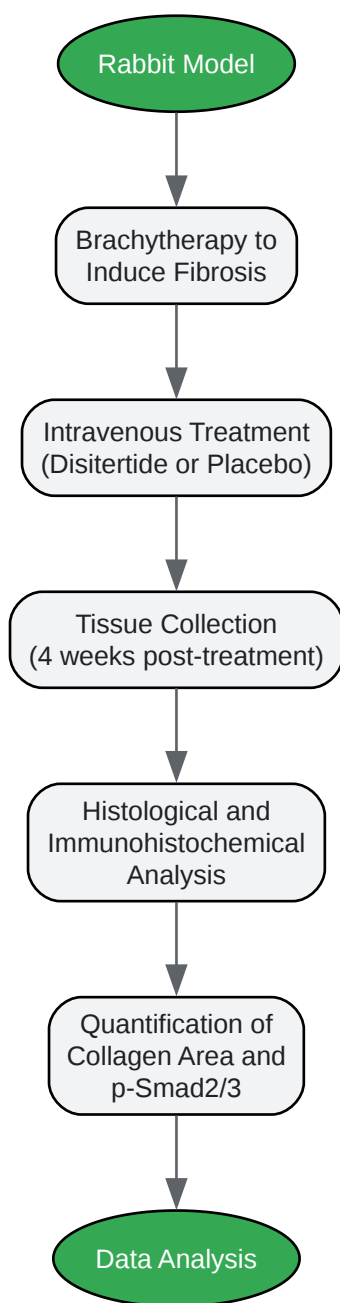 Rabbit Model
Brachytherapy to
Induce Fibrosis
Intravenous Treatment
(Disitertide or Placebo)
Tissue Collection
(4 weeks post-treatment)
Histological and
Immunohistochemical
Analysis
Quantification of
Collagen Area and
p-Smad2/3
Data Analysis